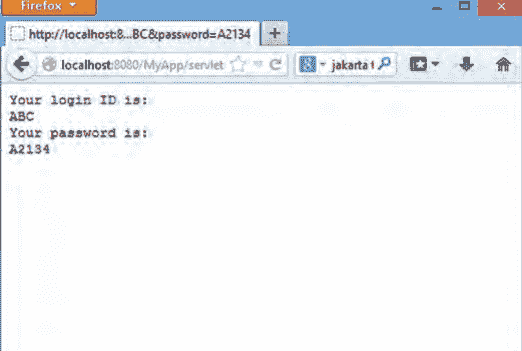 Firefox
http://localhost:8...BC&password=A2134
localhost:8080/MyApp/servlet
jakarta t
Your login ID is:
ABC
Your password is:
A2134